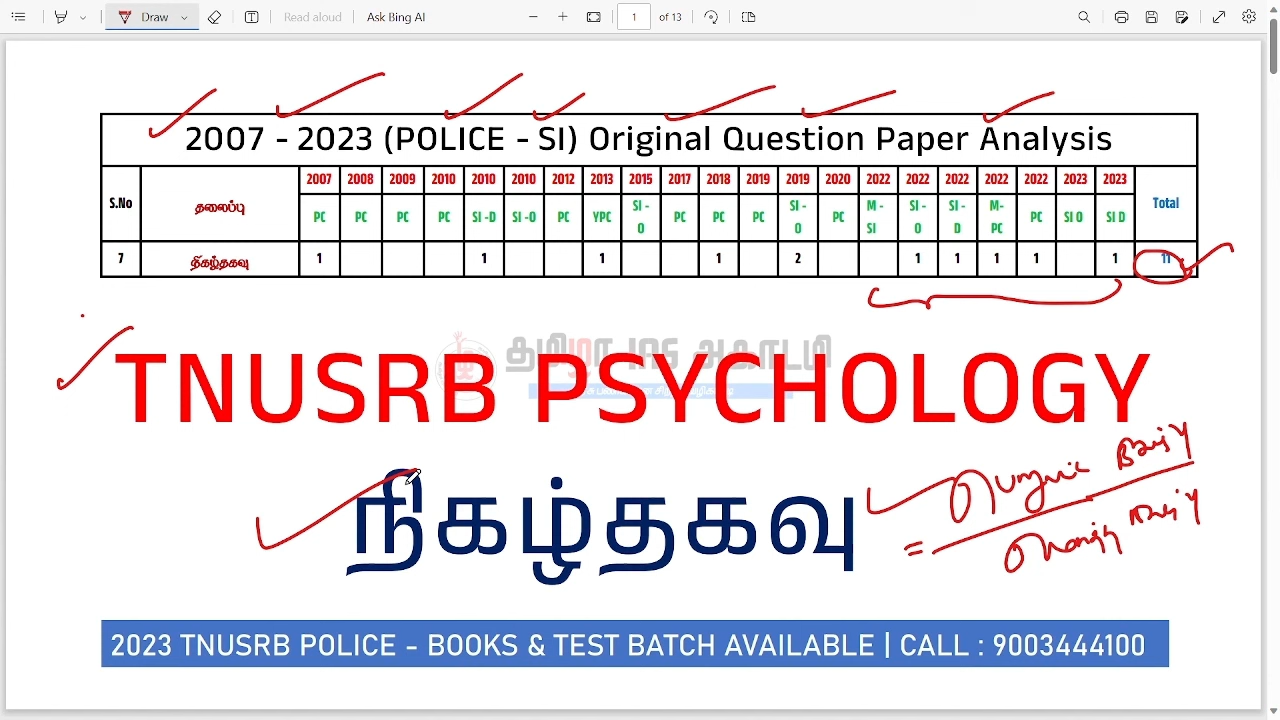 Draw Read aloud Ask Bing AI 1 of 13
2007 - 2023 (POLICE - SI) Original Question Paper Analysis
S.No தலைப்பு 2007 2008 2009 2010 2010 2010 2012 2013 2015 2017 2018 2019 2019 2020 2022 2022 2022 2022 2022 2023 2023 Total
PC PC PC PC SI -D SI -O PC YPC SI - O PC PC PC SI - O PC M - SI SI - O SI - D M- PC PC SI O SI D
7 நிகழ்தகவு 1 1 1 1 2 1 1 1 1 1 11
தமிழா IAS அகாடமி
TNUSRB PSYCHOLOGY
நிகழ்தகவு
2023 TNUSRB POLICE - BOOKS & TEST BATCH AVAILABLE | CALL : 9003444100